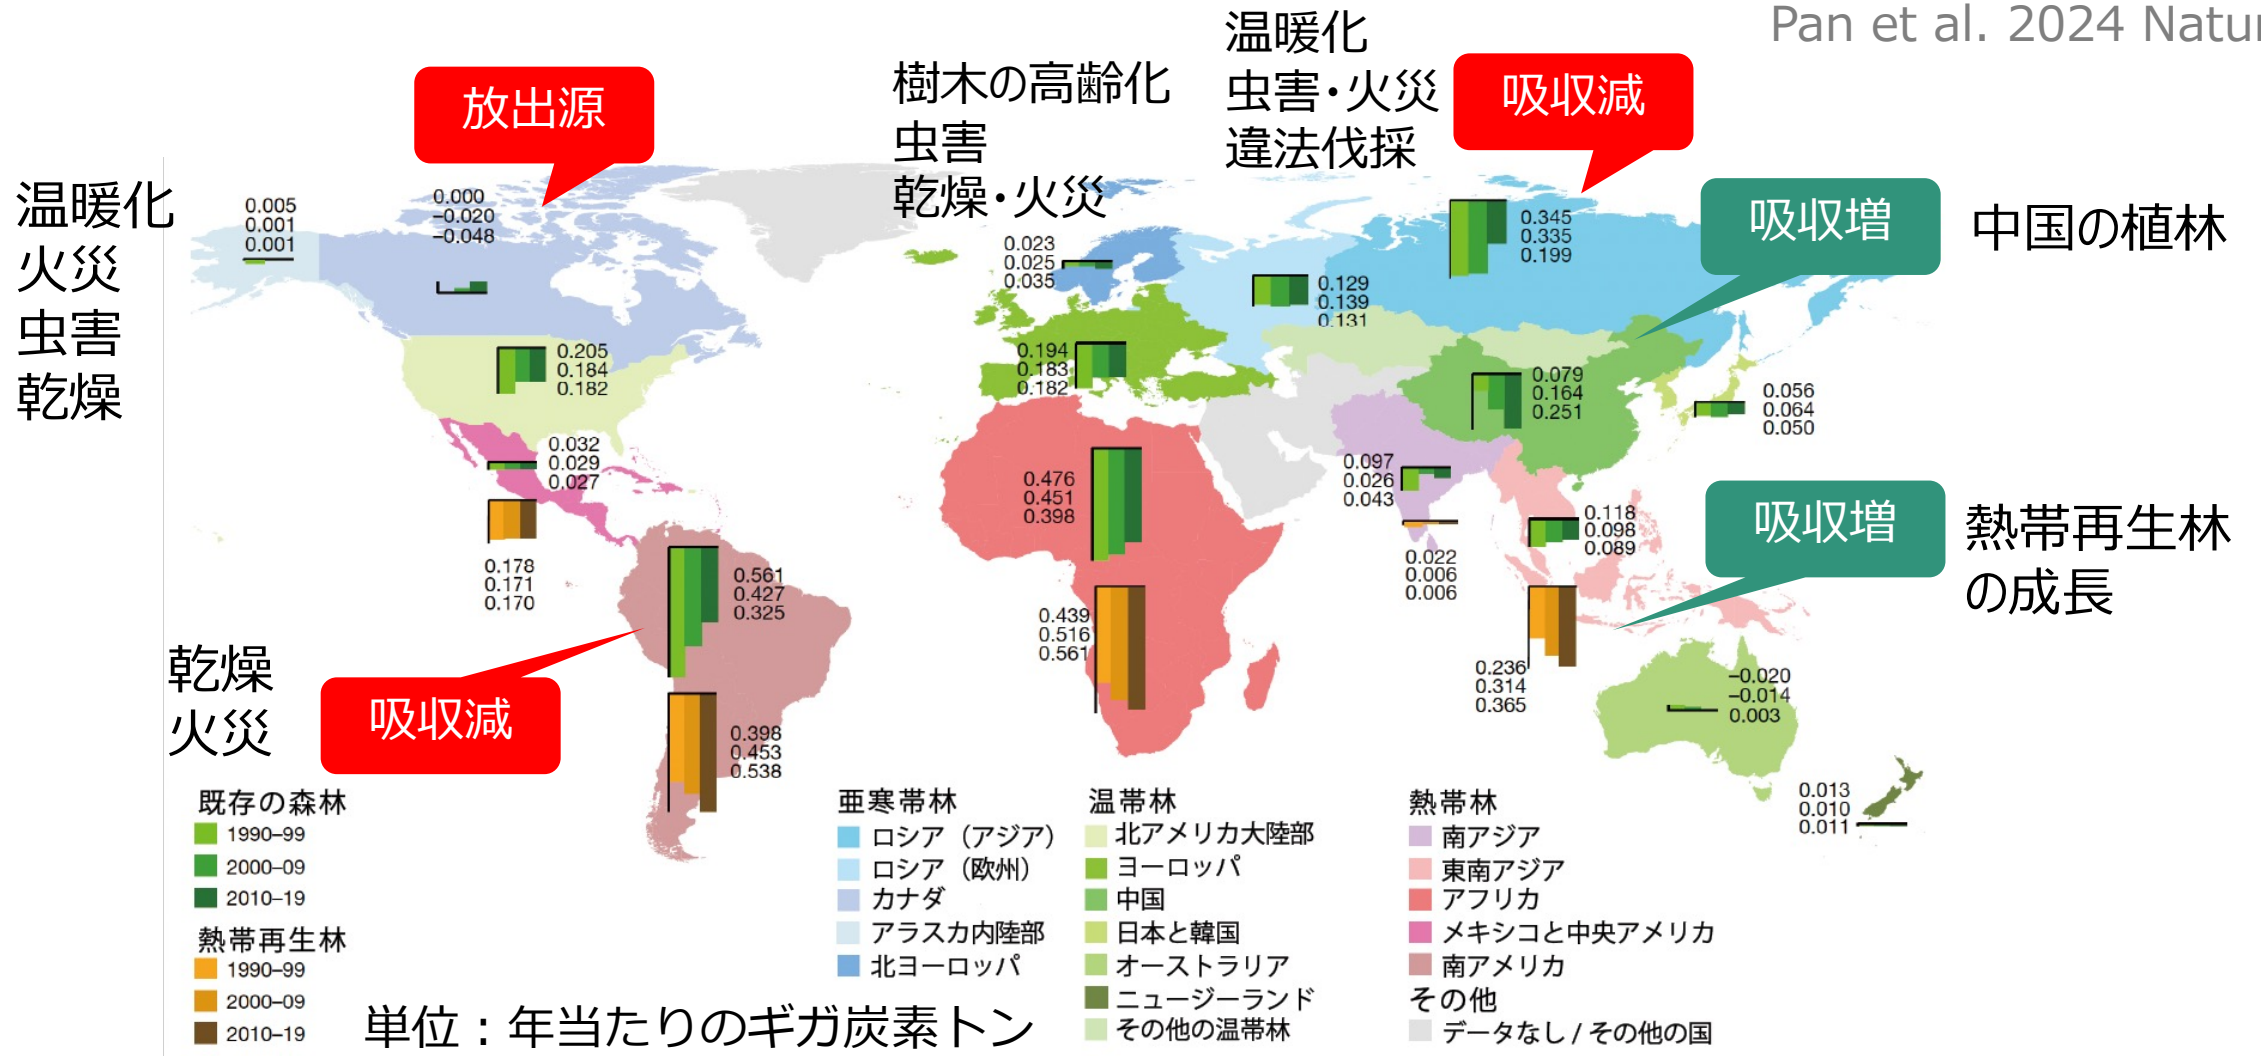 Pan et al. 2024 Natur
放出源
樹木の高齢化
虫害
乾燥・火災
温暖化
虫害・火災
違法伐採
吸収減
吸収増
中国の植林
温暖化
火災
虫害
乾燥
0.005
0.001
0.001
0.000
−0.020
−0.048
0.023
0.025
0.035
0.129
0.139
0.131
0.345
0.335
0.199
0.205
0.184
0.182
0.194
0.183
0.182
0.079
0.164
0.251
0.056
0.064
0.050
0.032
0.029
0.027
0.178
0.171
0.170
0.476
0.451
0.398
0.097
0.026
0.043
0.022
0.006
0.006
0.118
0.098
0.089
吸収増
熱帯再生林
の成長
0.561
0.427
0.325
0.439
0.516
0.561
0.236
0.314
0.365
−0.020
−0.014
0.003
乾燥
火災
吸収減
0.398
0.453
0.538
0.013
0.010
0.011
既存の森林
1990–99
2000–09
2010–19
熱帯再生林
1990–99
2000–09
2010–19
単位：年当たりのギガ炭素トン
亜寒帯林
ロシア（アジア）
ロシア（欧州）
カナダ
アラスカ内陸部
北ヨーロッパ
温帯林
北アメリカ大陸部
ヨーロッパ
中国
日本と韓国
オーストラリア
ニュージーランド
その他の温帯林
熱帯林
南アジア
東南アジア
アフリカ
メキシコと中央アメリカ
南アメリカ
その他
データなし / その他の国